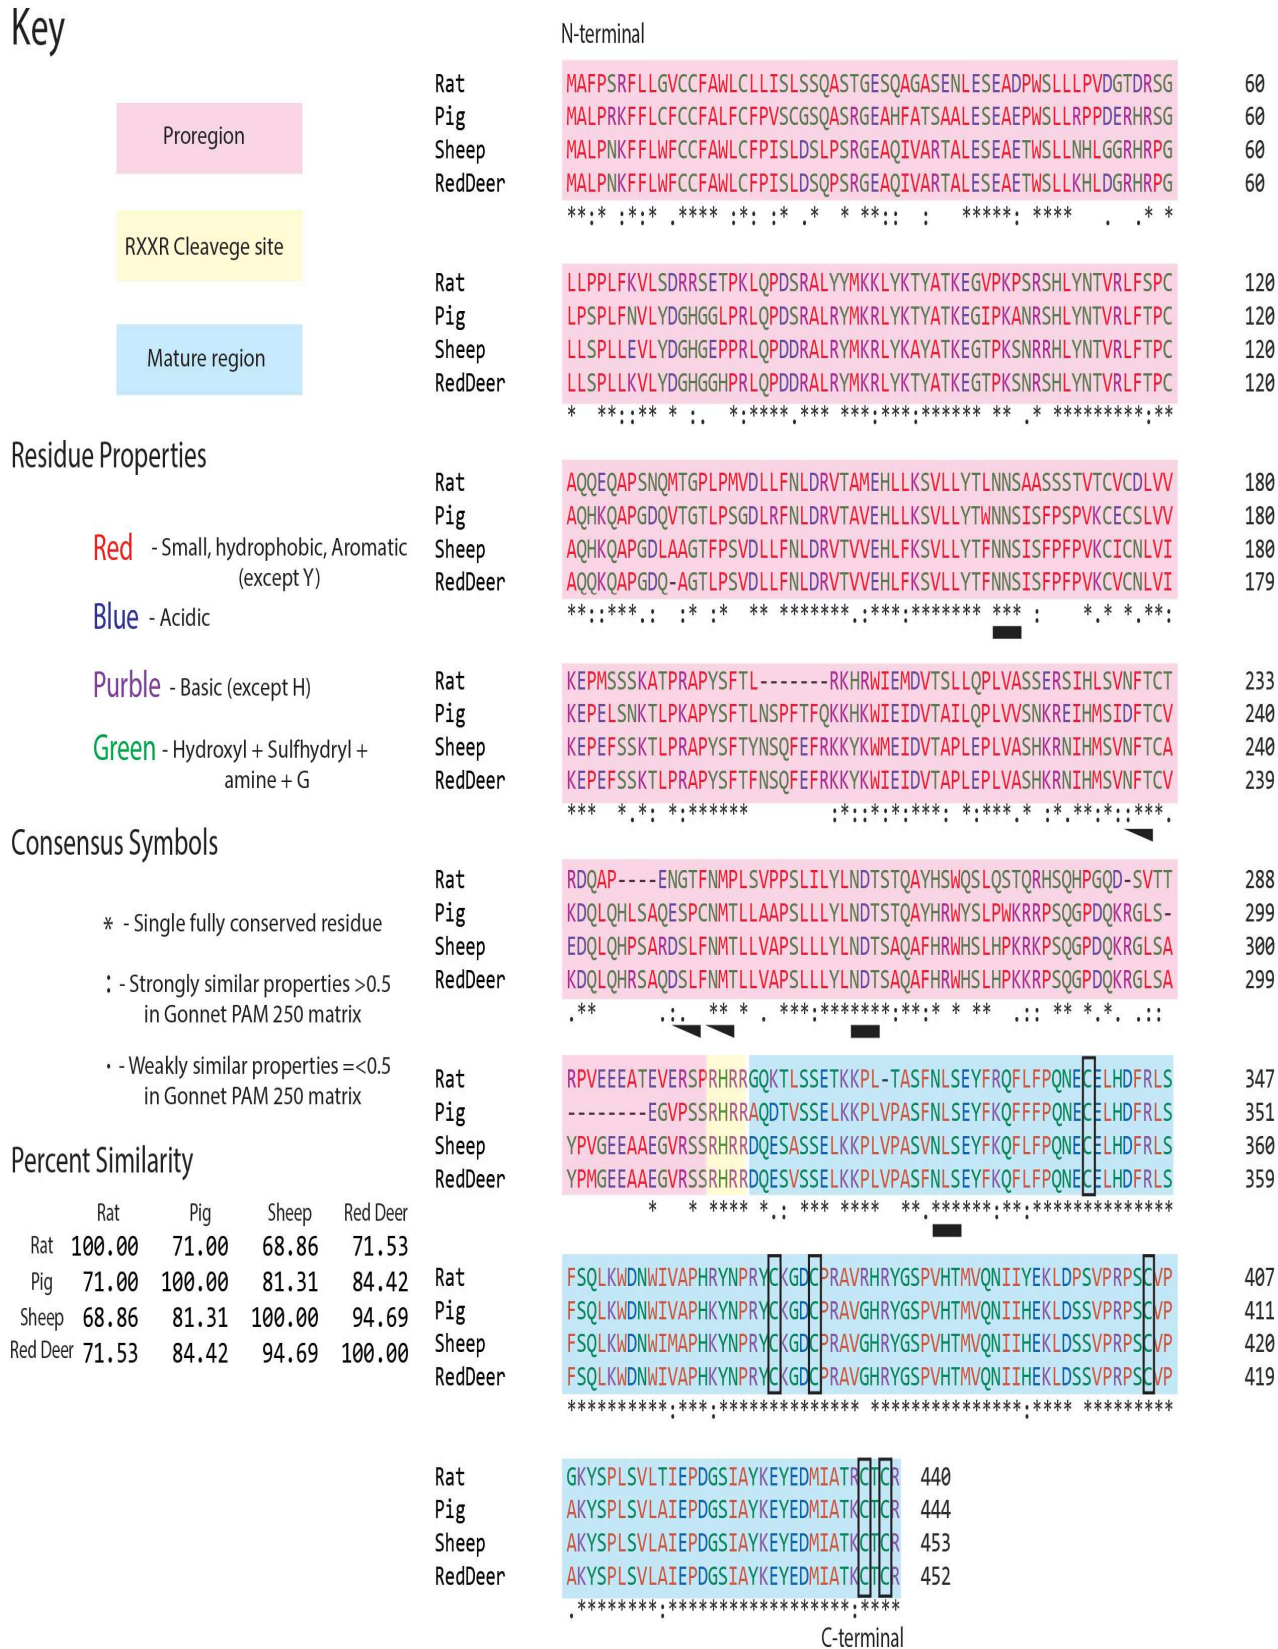 Key
Proregion
RXXR Cleavege site
Mature region
Residue Properties
Red - Small, hydrophobic, Aromatic
(except Y)
Blue - Acidic
Purble - Basic (except H)
Green - Hydroxyl + Sulfhydryl +
amine + G
Consensus Symbols
* - Single fully conserved residue
: - Strongly similar properties >0.5
in Gonnet PAM 250 matrix
· - Weakly similar properties =<0.5
in Gonnet PAM 250 matrix
Percent Similarity
Rat Pig Sheep Red Deer
Rat 100.00 71.00 68.86 71.53
Pig 71.00 100.00 81.31 84.42
Sheep 68.86 81.31 100.00 94.69
Red Deer 71.53 84.42 94.69 100.00
N-terminal
Rat MAFPSRFLLGVCCFAWLCLLISLSSQASTGESQAGASENLESEADPWSLLLPVDGTDRSG 60
Pig MALPRKFFLCFCCFALFCFPVSCGSQASRGEAHFATSAALESEAEPWSLLRPPDERHRSG 60
Sheep MALPNKFFLWFCCFAWLCFPISLDSLPSRGEAQIVARTALESEAETWSLLNHLGGRHRPG 60
RedDeer MALPNKFFLWFCCFAWLCFPISLDSQPSRGEAQIVARTALESEAETWSLLKHLDGRHRPG 60
**:* :*:* .**** :*: :* .* * **:: : *****: **** . .* *
Rat LLPPLFKVLSDRRSETPKLQPDSRALYYMKKLYKTYATKEGVPKPSRSHLYNTVRLFSPC 120
Pig LPSPLFNVLYDGHGGLPRLQPDSRALRYMKRLYKTYATKEGIPKANRSHLYNTVRLFTPC 120
Sheep LLSPLLEVLYDGHGEPPRLQPDDRALRYMKRLYKAYATKEGTPKSNRRHLYNTVRLFTPC 120
RedDeer LLSPLLKVLYDGHGGHPRLQPDDRALRYMKRLYKTYATKEGTPKSNRSHLYNTVRLFTPC 120
* **::** * :. *:****.*** ***:***:****** ** .* *********:**
Rat AQQEQAPSNQMTGPLPMVDLLFNLDRVTAMEHLLKSVLLYTLNNSAASSSTVTCVCDLVV 180
Pig AQHKQAPGDQVTGTLPSGDLRFNLDRVTAVEHLLKSVLLYTWNNSISFPSPVKCECSLVV 180
Sheep AQHKQAPGDLAAGTFPSVDLLFNLDRVTVVEHLLKSVLLYTFNNSISFPFPVKCICNLVI 180
RedDeer AQQKQAPGDQ-AGTLPSVDLLFNLDRVTVVEHLFKSVLLYTFNNSISFPFPVKCVCNLVI 179
**::***.: :* :* ** *******.:***:******* *** : *.* *.**:
Rat KEPMSSSKATPRAPYSFTL-------RKHRWIEMDVTSLLQPLVASSERSIHLSVNFTCT 233
Pig KEPELSNKTLPKAPYSFTLNSPFTFQKKHKWIEIDVTAILQPLVVSNKREIHMSIDFTCV 240
Sheep KEPEFSSKTLPRAPYSFTYNSQFEFRKKYKWMEIDVTAPLEPLVASHKRNIHMSVNFTCA 240
RedDeer KEPEFSSKTLPRAPYSFTFNSQFEFRKKYKWIEIDVTAPLEPLVASHKRNIHMSVNFTCV 239
*** *.*: *:****** :*::*:*:***: *:***.* :*.**:*::***.
Rat RDQAP----ENGTFNMPLSVPPSLILYLNDTSTQAYHSWQSLQSTQRHSQHPGQD-SVTT 288
Pig KDQLQHLSAQESPCNMTLLAAPSLLLYLNDTSTQAYHRWYSLPWKRRPSQGPDQKRGLS- 299
Sheep EDQLQHPSARDSLFNMTLLVAPSLLLYLNDTSAQAFHRWHSLHPKRKPSQGPDQKRGLSA 300
RedDeer KDQLQHRSAQDSLFNMTLLVAPSLLLYLNDTSAQAFHRWHSLHPKKRPSQGPDQKRGLSA 299
.** .:. ** * . ***:*******:**:* * ** .:: ** *.*. .::
Rat RPVEEEATEVERSPRHRRGQKTLSSETKKPL-TASFNLSEYFRQFLFPQNECELHDFRLS 347
Pig --------EGVPSSRHRRAQDTVSSELKKPLVPASFNLSEYFKQFFFPQNECELHDFRLS 351
Sheep YPVGEEAAEGVRSSRHRRDQESASSELKKPLVPASVNLSEYFKQFLFPQNECELHDFRLS 360
RedDeer YPMGEEAAEGVRSSRHRRDQESVSSELKKPLVPASVNLSEYFKQFLFPQNECELHDFRLS 359
* * **** *.: *** **** **.******:**:**************
Rat FSQLKWDNWIVAPHRYNPRYCKGDCPRAVRHRYGSPVHTMVQNIIYEKLDPSVPRPSCVP 407
Pig FSQLKWDNWIVAPHKYNPRYCKGDCPRAVGHRYGSPVHTMVQNIIHEKLDSSVPRPSCVP 411
Sheep FSQLKWDNWIMAPHKYNPRYCKGDCPRAVGHRYGSPVHTMVQNIIHEKLDSSVPRPSCVP 420
RedDeer FSQLKWDNWIVAPHKYNPRYCKGDCPRAVGHRYGSPVHTMVQNIIHEKLDSSVPRPSCVP 419
**********:***:************** ***************:**** *********
Rat GKYSPLSVLTIEPDGSIAYKEYEDMIATRCTCR 440
Pig AKYSPLSVLAIEPDGSIAYKEYEDMIATKCTCR 444
Sheep AKYSPLSVLAIEPDGSIAYKEYEDMIATKCTCR 453
RedDeer AKYSPLSVLAIEPDGSIAYKEYEDMIATKCTCR 452
.********:******************:****
C-terminal